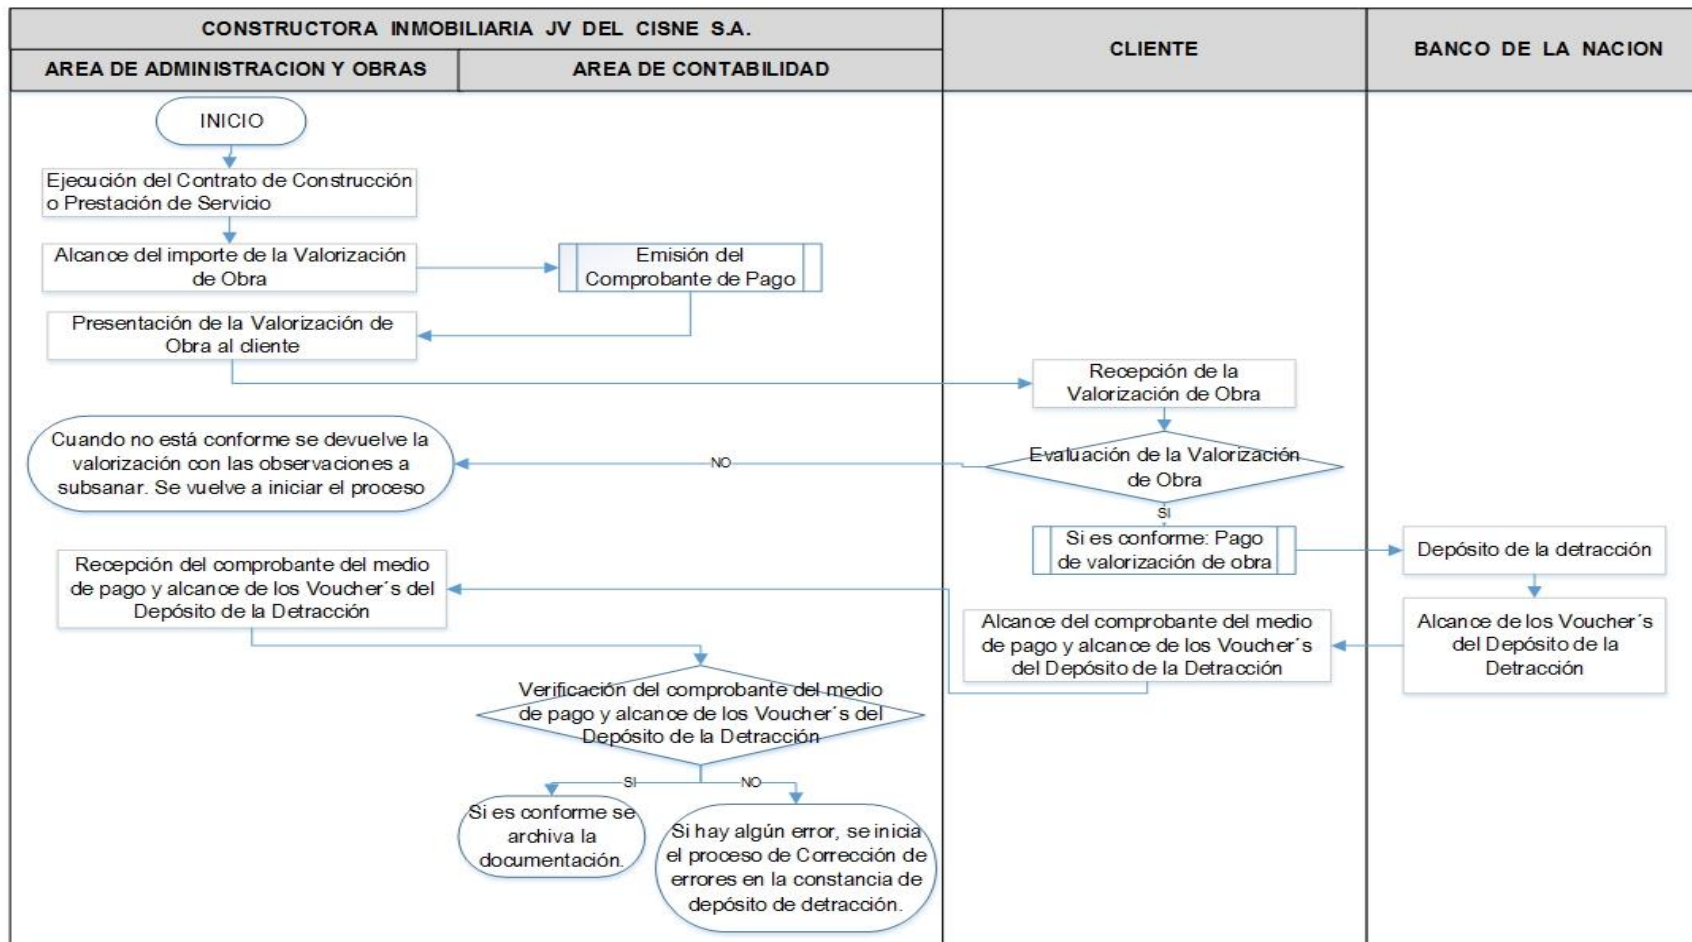 CONSTRUCTORA INMOBILIARIA JV DEL CISNE S.A.
CLIENTE
BANCO DE LA NACION
AREA DE ADMINISTRACION Y OBRAS
AREA DE CONTABILIDAD
INICIO
Ejecución del Contrato de Construcción
o Prestación de Servicio
Alcance del importe de la Valorización
de Obra
Emisión del
Comprobante de Pago
Presentación de la Valorización de
Obra al cliente
Recepción de la
Valorización de Obra
Cuando no está conforme se devuelve la
valorización con las observaciones a
subsanar. Se vuelve a iniciar el proceso
NO
Evaluación de la Valorización
de Obra
SI
Si es conforme: Pago
de valorización de obra
Depósito de la detracción
Recepción del comprobante del medio
de pago y alcance de los Voucher´s del
Depósito de la Detracción
Alcance del comprobante del medio
de pago y alcance de los Voucher´s
del Depósito de la Detracción
Alcance de los Voucher´s
del Depósito de la
Detracción
Verificación del comprobante del medio
de pago y alcance de los Voucher´s del
Depósito de la Detracción
SI
NO
Si es conforme se
archiva la
documentación.
Si hay algún error, se inicia
el proceso de Corrección de
errores en la constancia de
depósito de detracción.